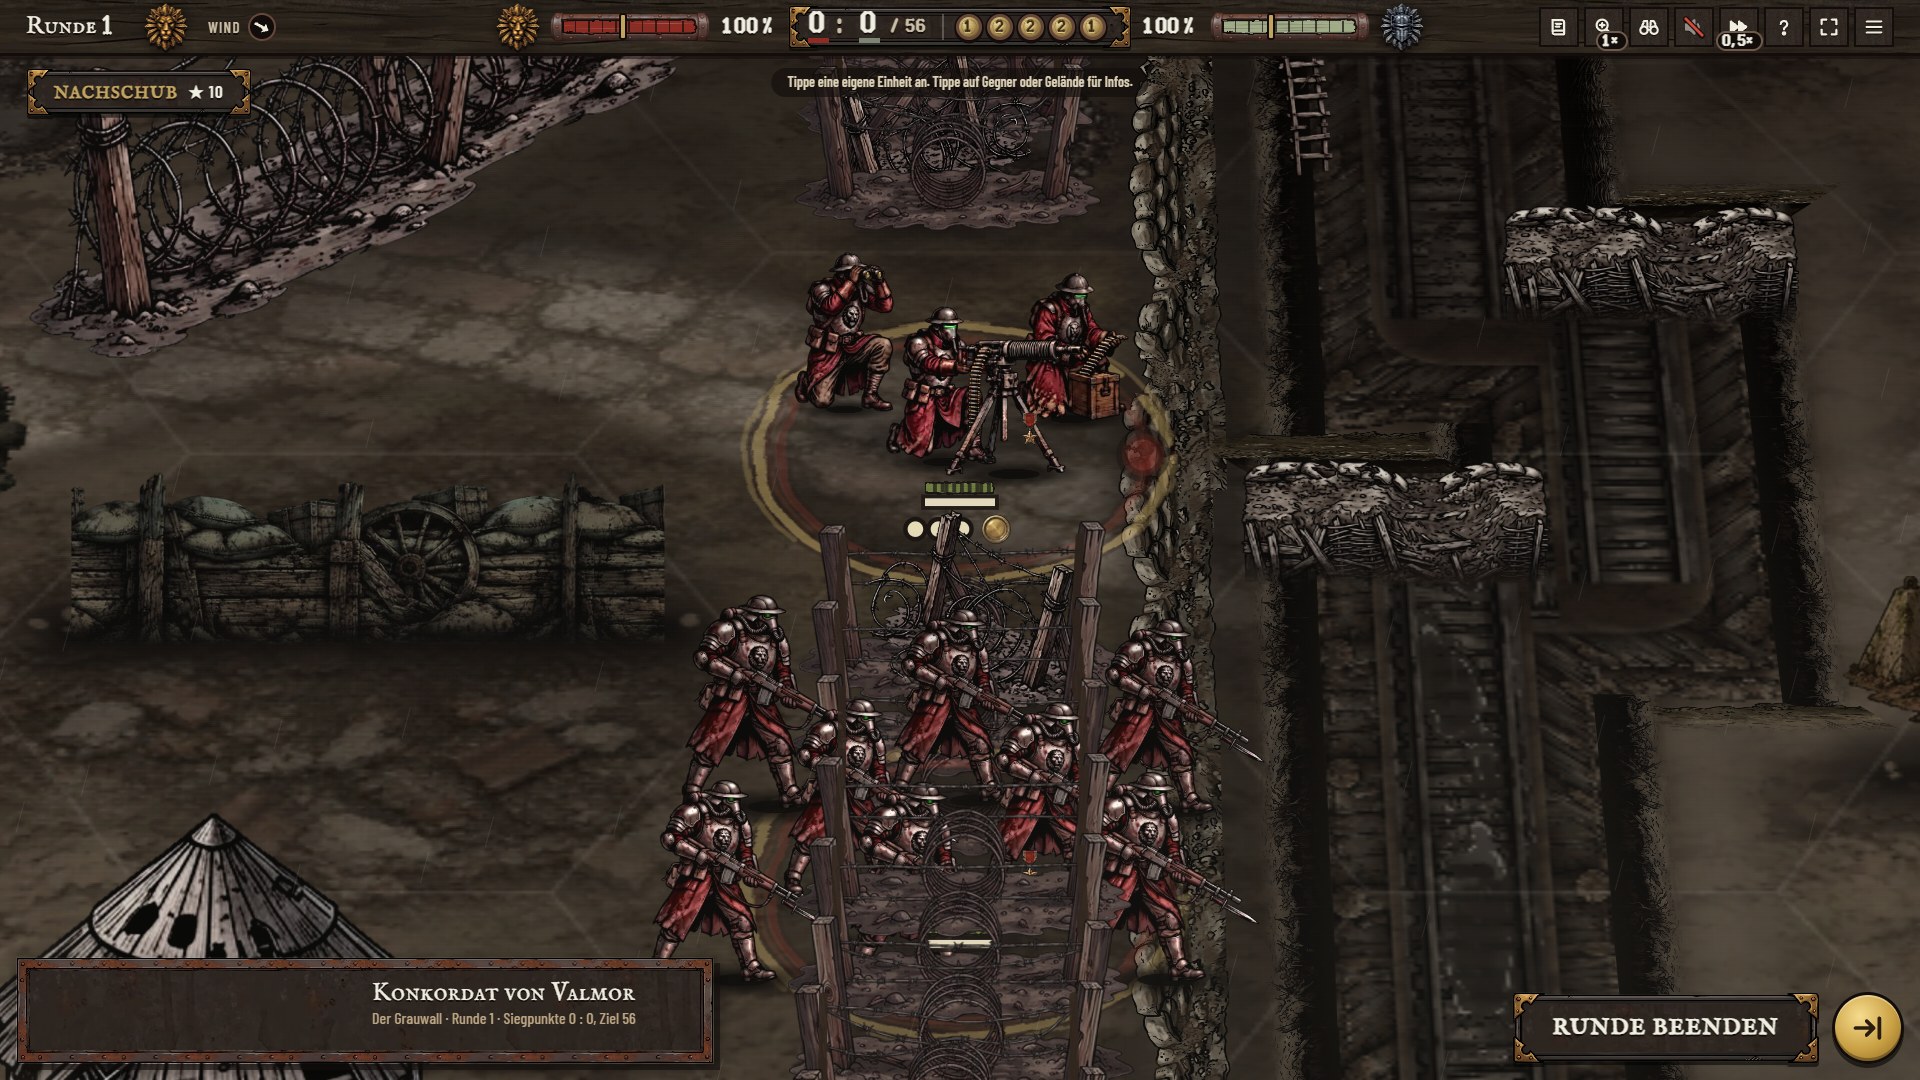 Runde 1
WIND
100 %
0 : 0 / 56
1 2 2 2 1
100 %
1×
0,5×
?
NACHSCHUB ★ 10
Tippe eine eigene Einheit an. Tippe auf Gegner oder Gelände für Infos.
Konkordat von Valmor
Der Grauwall · Runde 1 · Siegpunkte 0 : 0, Ziel 56
RUNDE BEENDEN